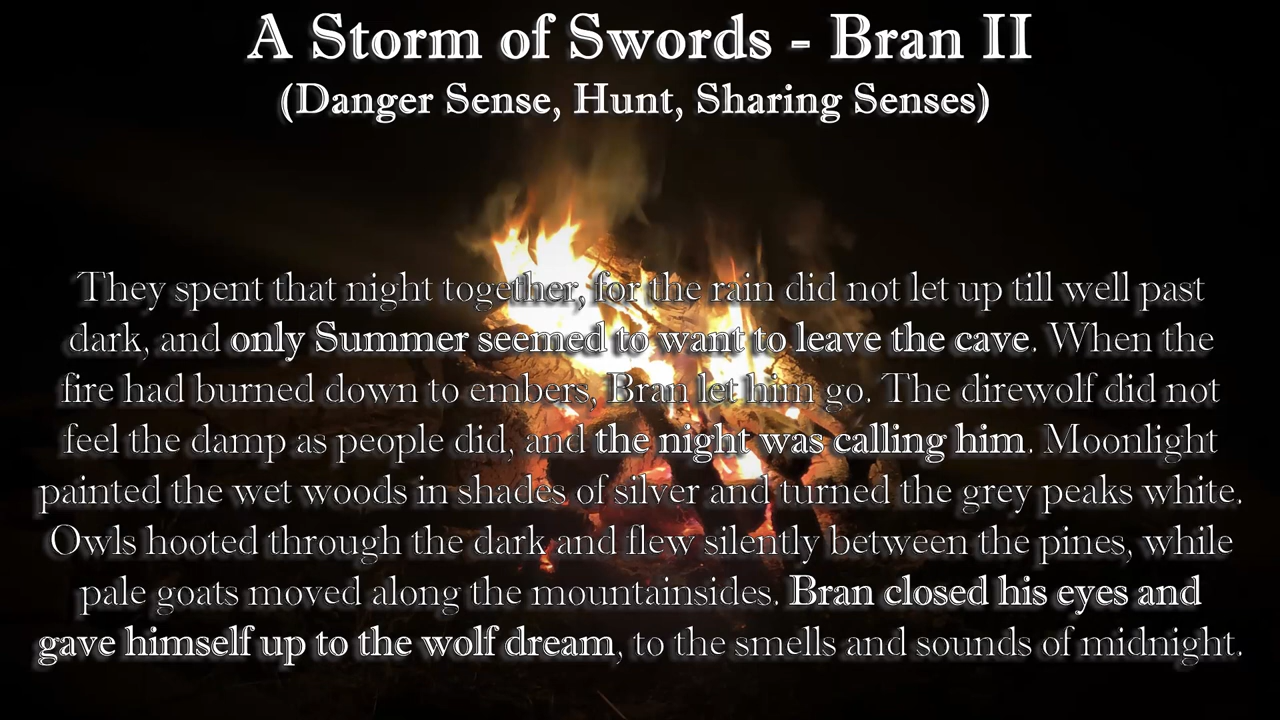 A Storm of Swords - Bran II
(Danger Sense, Hunt, Sharing Senses)
They spent that night together, for the rain did not let up till well past
dark, and only Summer seemed to want to leave the cave. When the
fire had burned down to embers, Bran let him go. The direwolf did not
feel the damp as people did, and the night was calling him. Moonlight
painted the wet woods in shades of silver and turned the grey peaks white.
Owls hooted through the dark and flew silently between the pines, while
pale goats moved along the mountainsides. Bran closed his eyes and
gave himself up to the wolf dream, to the smells and sounds of midnight.